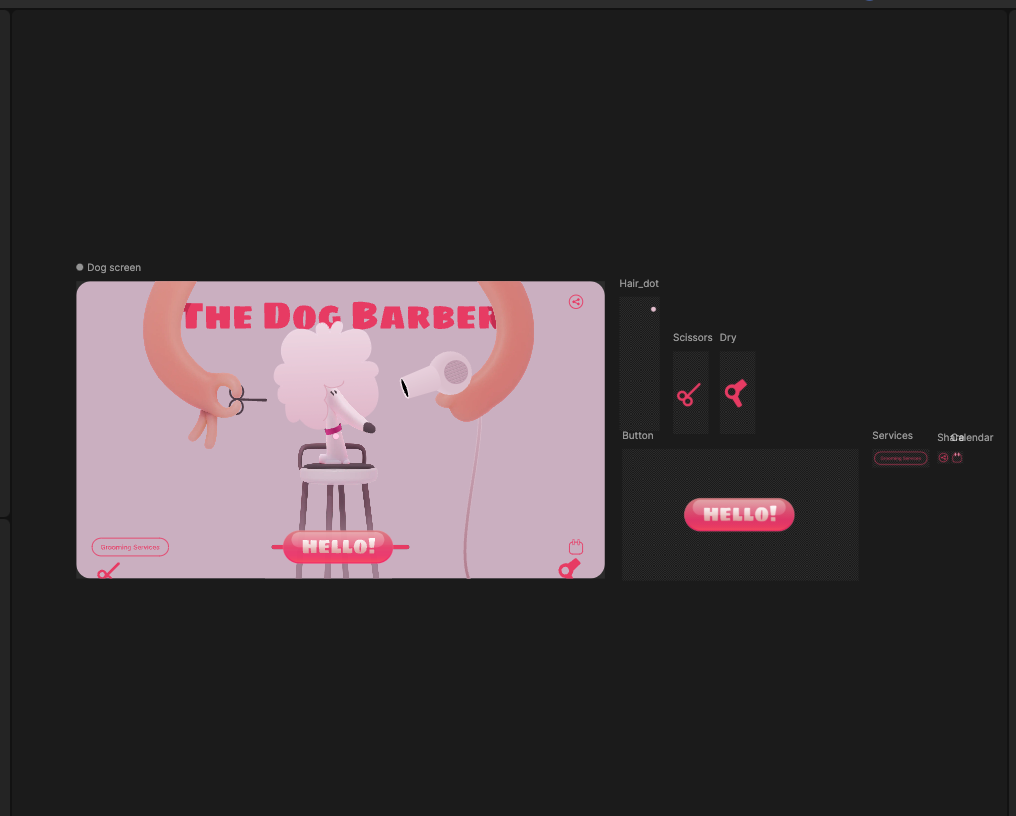 Dog screen
THE DOG BARBER
HELLO!
Grooming Services
Hair_dot
Scissors
Dry
Button
HELLO!
Services
Grooming Services
Share
Calendar